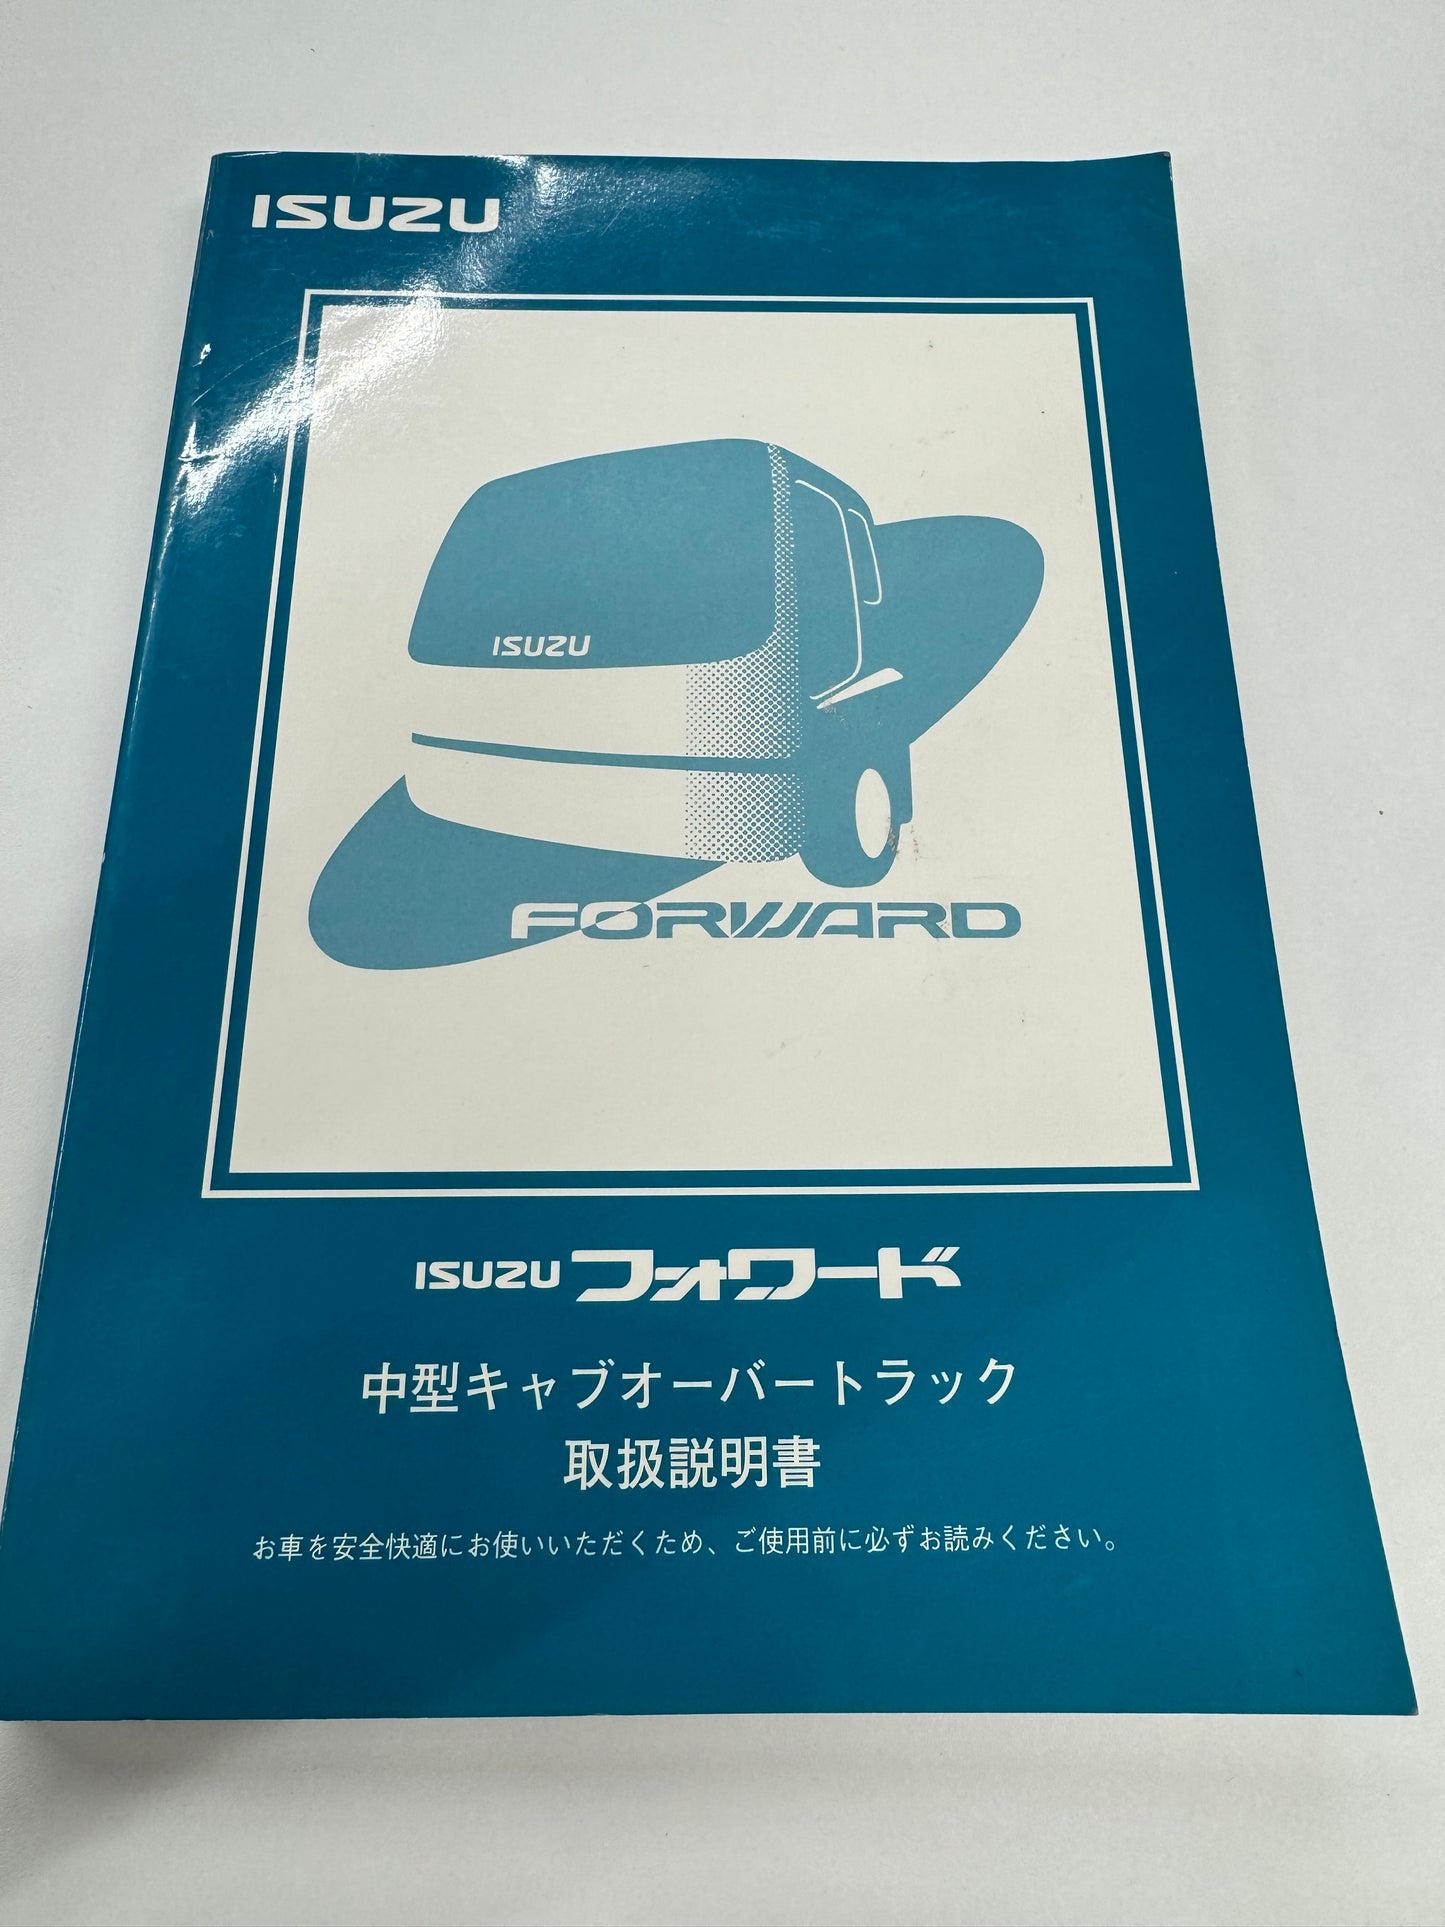 ISUZU
ISUZU
FORWARD
ISUZU フォワード
中型キャブオーバートラック
取扱説明書
お車を安全快適にお使いいただくため、ご使用前に必ずお読みください。